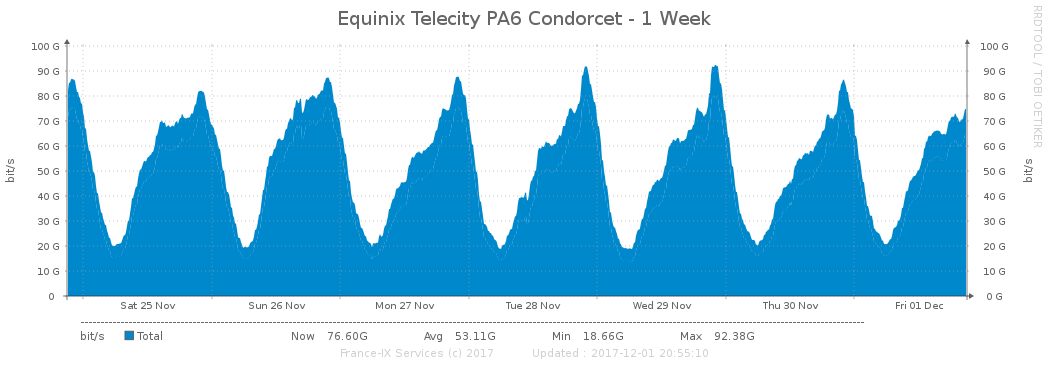 Equinix Telecity PA6 Condorcet - 1 Week
RRDTOOL / TOBI OETIKER
bit/s
100 G
90 G
80 G
70 G
60 G
50 G
40 G
30 G
20 G
10 G
0
100 G
90 G
80 G
70 G
60 G
50 G
40 G
30 G
20 G
10 G
0 G
bit/s
Sat 25 Nov Sun 26 Nov Mon 27 Nov Tue 28 Nov Wed 29 Nov Thu 30 Nov Fri 01 Dec
bit/s Total Now 76.60G Avg 53.11G Min 18.66G Max 92.38G
France-IX Services (c) 2017 Updated : 2017-12-01 20:55:10